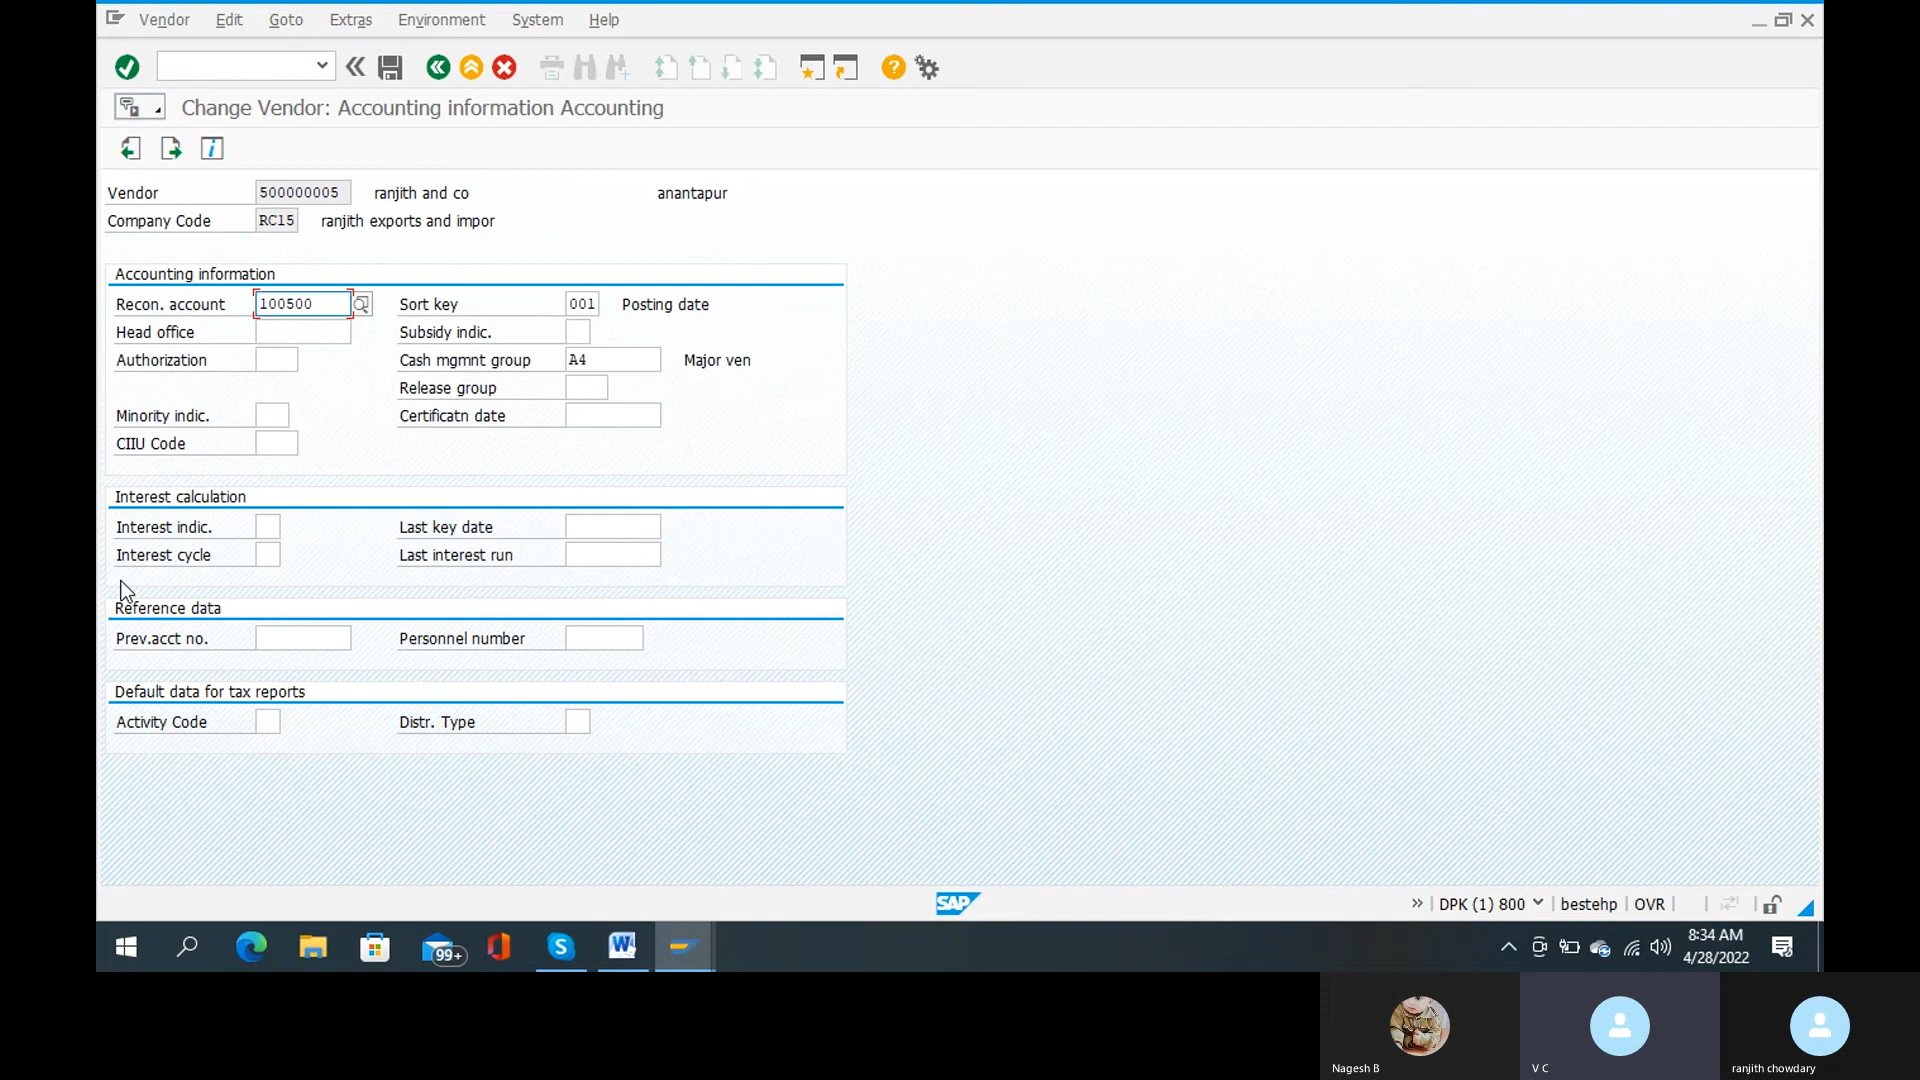 Vendor Edit Goto Extras Environment System Help
Change Vendor: Accounting information Accounting
Vendor 500000005 ranjith and co anantapur
Company Code RC15 ranjith exports and impor
Accounting information
Recon. account 100500 Sort key 001 Posting date
Head office Subsidy indic.
Authorization Cash mgmnt group A4 Major ven
Release group
Minority indic. Certificatn date
CIIU Code
Interest calculation
Interest indic. Last key date
Interest cycle Last interest run
Reference data
Prev.acct no. Personnel number
Default data for tax reports
Activity Code Distr. Type
SAP DPK (1) 800 bestehp OVR
99+ 8:34 AM
4/28/2022
Nagesh B V C ranjith chowdary